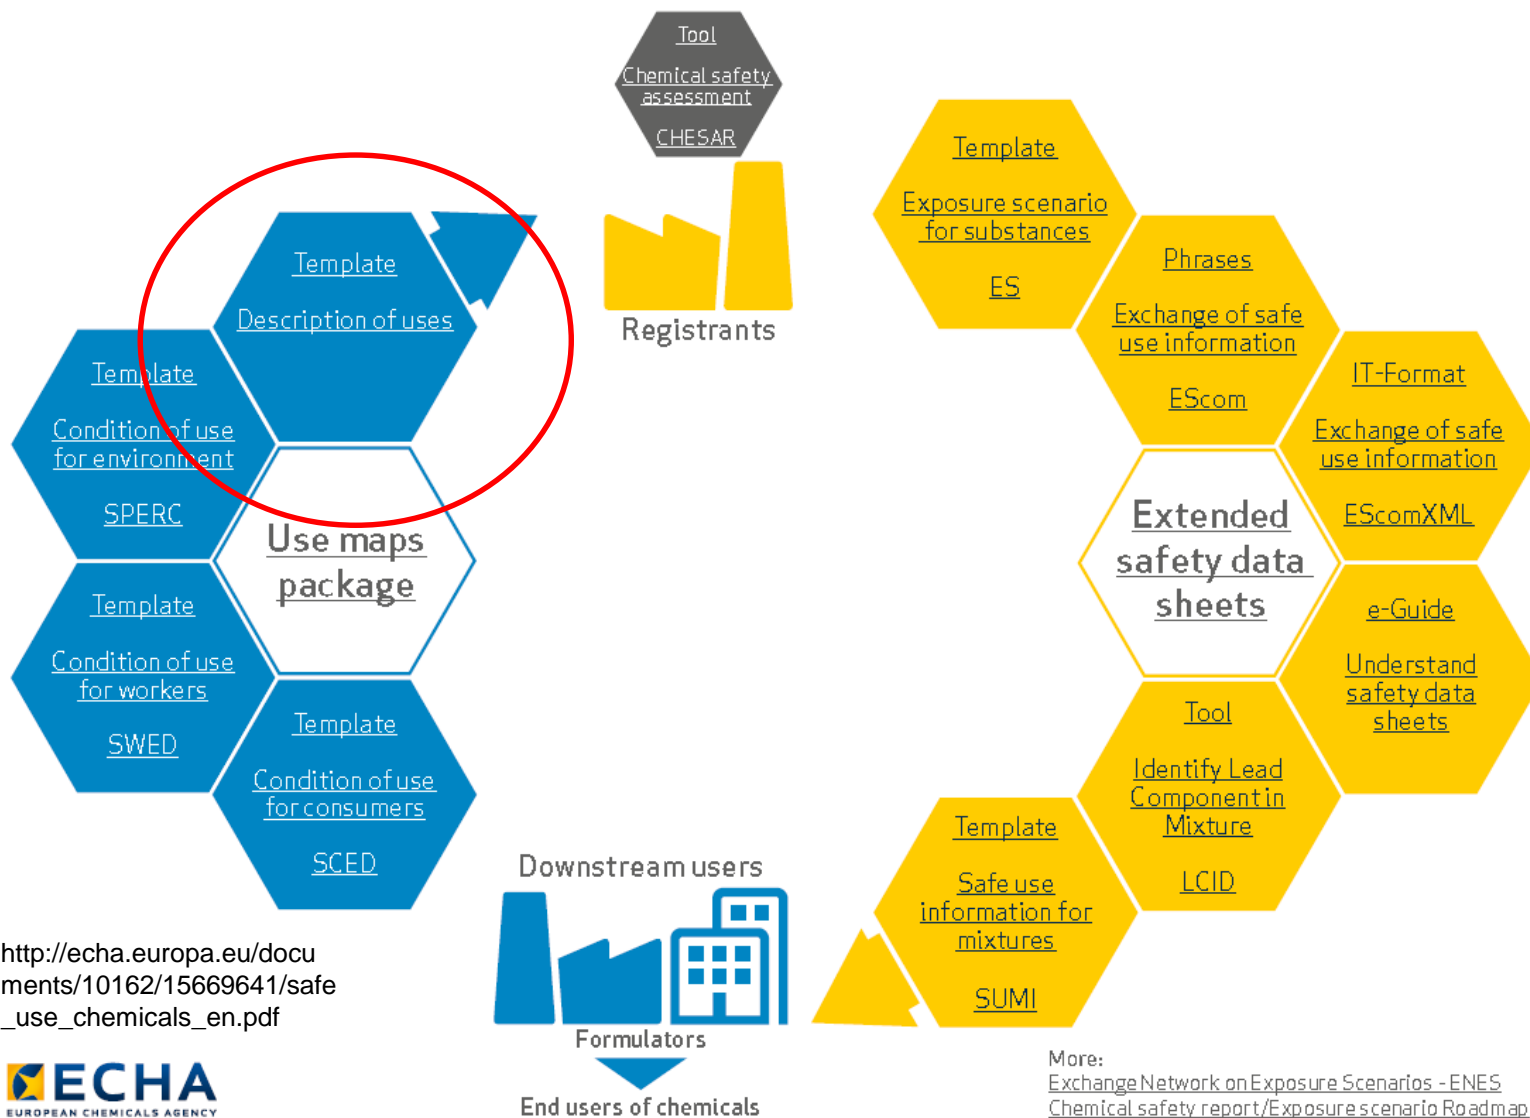 Tool
Chemical safety
assessment
CHESAR
Registrants
Template
Description of uses
Template
Condition of use
for environment
SPERC
Use maps
package
Template
Condition of use
for workers
SWED
Template
Condition of use
for consumers
SCED
Template
Exposure scenario
for substances
ES
Phrases
Exchange of safe
use information
EScom
IT-Format
Exchange of safe
use information
EScomXML
Extended
safety data
sheets
e-Guide
Understand
safety data
sheets
Tool
Identify Lead
Component in
Mixture
LCID
Template
Safe use
information for
mixtures
SUMI
Downstream users
Formulators
End users of chemicals
http://echa.europa.eu/docu
ments/10162/15669641/safe
_use_chemicals_en.pdf
ECHA
EUROPEAN CHEMICALS AGENCY
More:
Exchange Network on Exposure Scenarios - ENES
Chemical safety report/Exposure scenario Roadmap